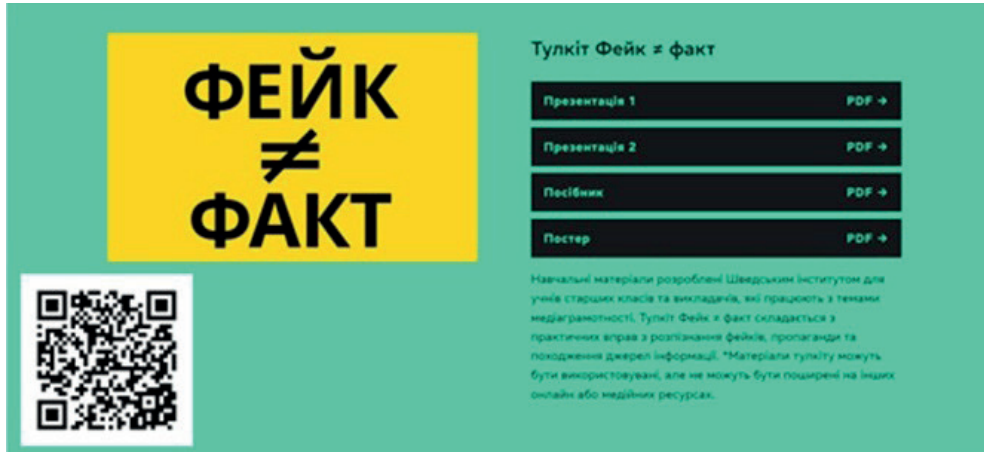 ФЕЙК
≠
ФАКТ
Тулкіт Фейк ≠ факт
Презентація 1 PDF →
Презентація 2 PDF →
Посібник PDF →
Постер PDF →
Навчальні матеріали розроблені Шведським інститутом для
учнів старших класів та викладачів, які працюють з темами
медіаграмотності. Тулкіт Фейк ≠ факт складається з
практичних вправ з розпізнання фейків, пропаганди та
походження джерел інформації. *Матеріали тулкіту можуть
бути використовувані, але не можуть бути поширені на інших
онлайн або медійних ресурсах.